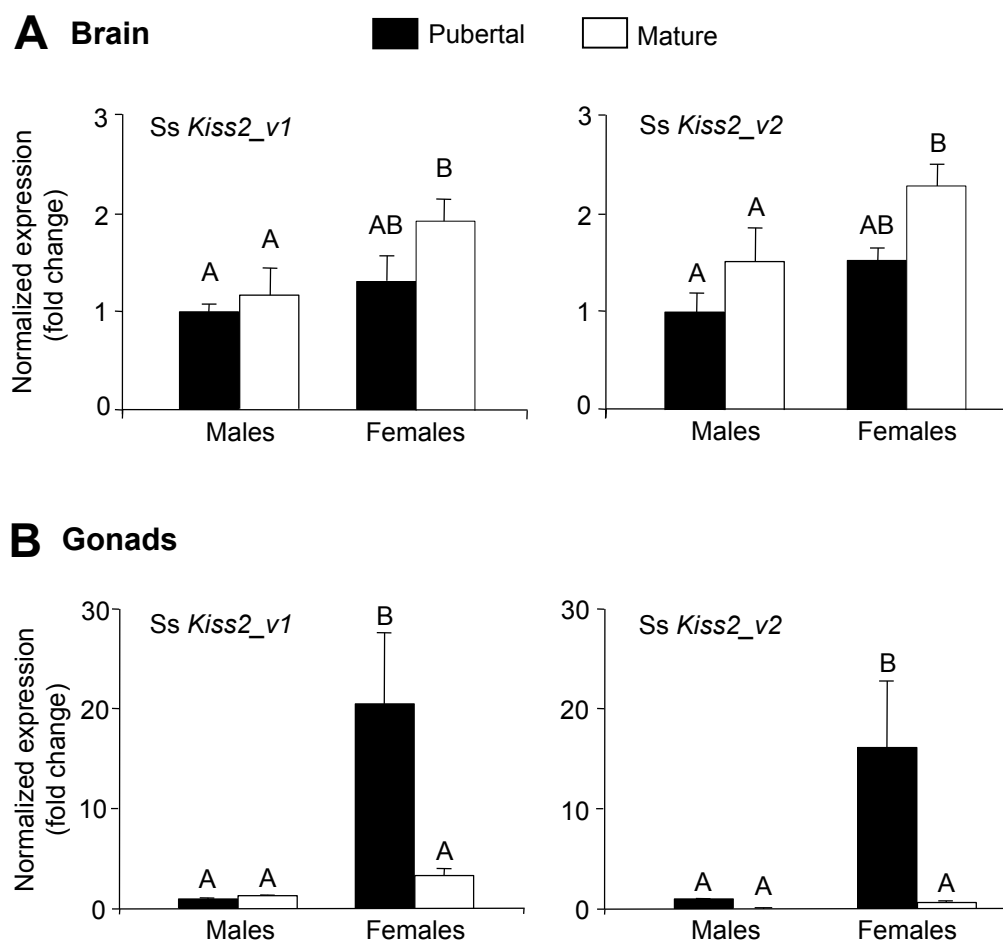 A Brain
Pubertal
Mature
Normalized expression
(fold change)
3
2
1
0
Ss Kiss2_v1
A
A
AB
B
Males
Females
3
2
1
0
Ss Kiss2_v2
A
A
AB
B
Males
Females
B Gonads
Normalized expression
(fold change)
30
20
10
0
Ss Kiss2_v1
A
A
B
A
Males
Females
30
20
10
0
Ss Kiss2_v2
A
A
B
A
Males
Females